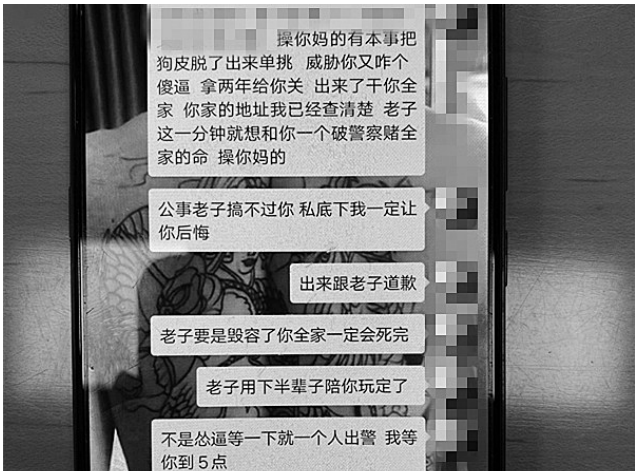 操你妈的有本事把
狗皮脱了出来单挑 威胁你又咋个
傻逼 拿两年给你关 出来了干你全
家 你家的地址我已经查清楚 老子
这一分钟就想和你一个破警察赌全
家的命 操你妈的
公事老子搞不过你 私底下我一定让
你后悔
出来跟老子道歉
老子要是毁容了你全家一定会死完
老子用下半辈子陪你玩定了
不是怂逼等一下就一个人出警 我等
你到5点